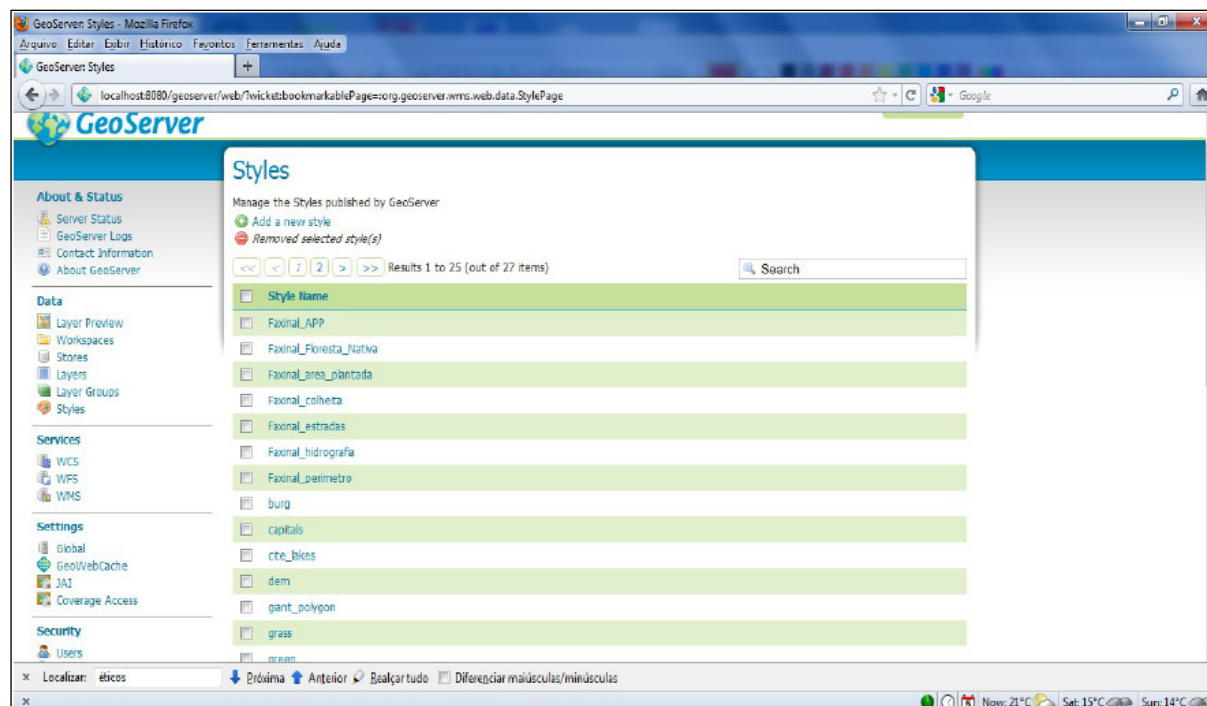 GeoServer: Styles - Mozilla Firefox
Arquivo Editar Exibir Histórico Favoritos Ferramentas Ajuda
GeoServer: Styles
localhost:8080/geoserver/web/?wicket:bookmarkablePage=:org.geoserver.wms.web.data.StylePage
Google
GeoServer
About & Status
Server Status
GeoServer Logs
Contact Information
About GeoServer
Data
Layer Preview
Workspaces
Stores
Layers
Layer Groups
Styles
Services
WCS
WFS
WMS
Settings
Global
GeoWebCache
JAI
Coverage Access
Security
Users
Styles
Manage the Styles published by GeoServer
Add a new style
Removed selected style(s)
<< < 1 2 > >> Results 1 to 25 (out of 27 items)
Search
Style Name
Faxinal_APP
Faxinal_Floresta_Nativa
Faxinal_area_plantada
Faxinal_colheita
Faxinal_estradas
Faxinal_hidrografia
Faxinal_perimetro
burg
capitals
cite_lakes
dem
giant_polygon
grass
green
x Localizar: éticos Próxima Anterior Realçar tudo Diferenciar maiúsculas/minúsculas
x Now: 21°C Sat: 15°C Sun: 14°C